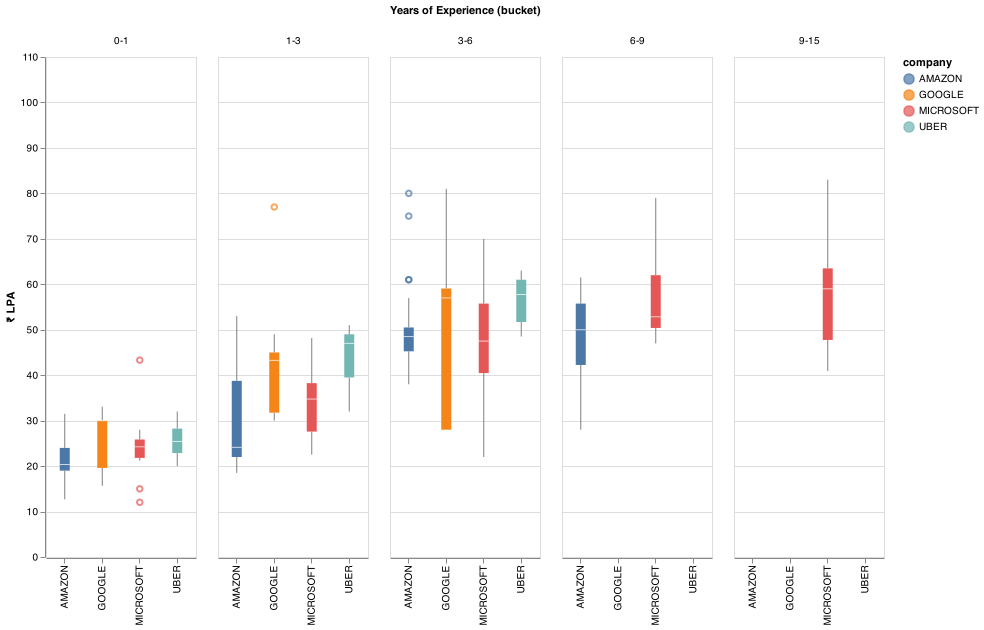 Years of Experience (bucket)
0-1
1-3
3-6
6-9
9-15
110
100
90
80
70
60
50
40
30
20
10
0
₹ LPA
AMAZON
GOOGLE
MICROSOFT
UBER
AMAZON
GOOGLE
MICROSOFT
UBER
AMAZON
GOOGLE
MICROSOFT
UBER
AMAZON
GOOGLE
MICROSOFT
UBER
AMAZON
GOOGLE
MICROSOFT
UBER
company
AMAZON
GOOGLE
MICROSOFT
UBER